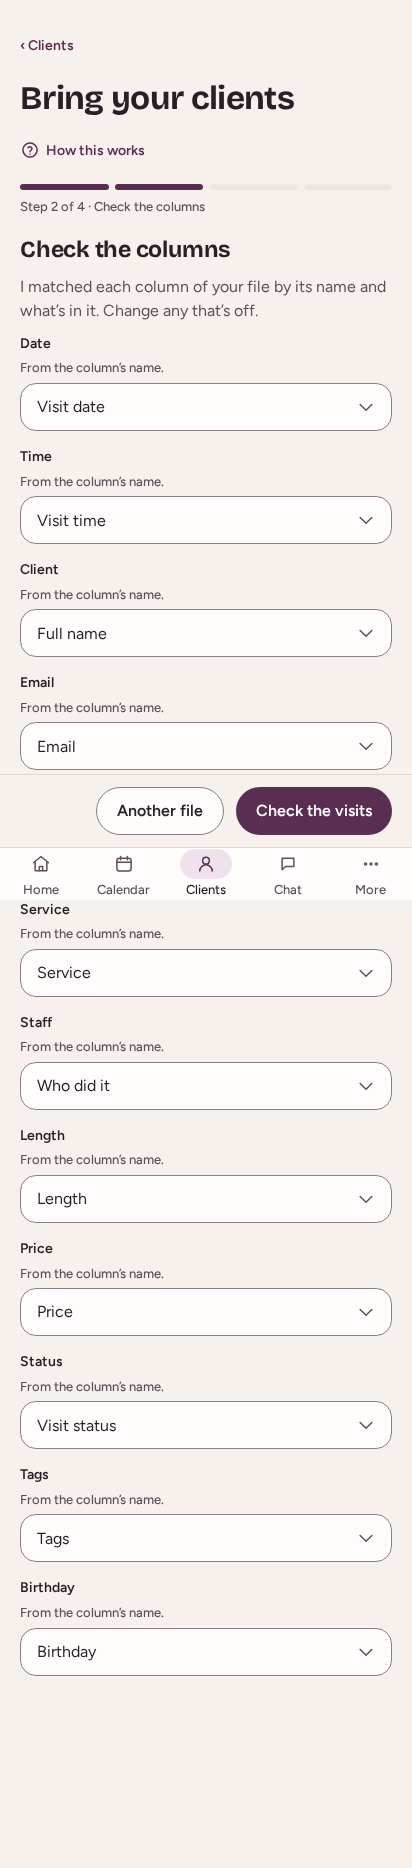 ‹ Clients
Bring your clients
How this works
Step 2 of 4 · Check the columns
Check the columns
I matched each column of your file by its name and
what’s in it. Change any that’s off.
Date
From the column’s name.
Visit date
Time
From the column’s name.
Visit time
Client
From the column’s name.
Full name
Email
From the column’s name.
Email
Another file
Check the visits
Home
Calendar
Clients
Chat
More
Service
From the column’s name.
Service
Staff
From the column’s name.
Who did it
Length
From the column’s name.
Length
Price
From the column’s name.
Price
Status
From the column’s name.
Visit status
Tags
From the column’s name.
Tags
Birthday
From the column’s name.
Birthday